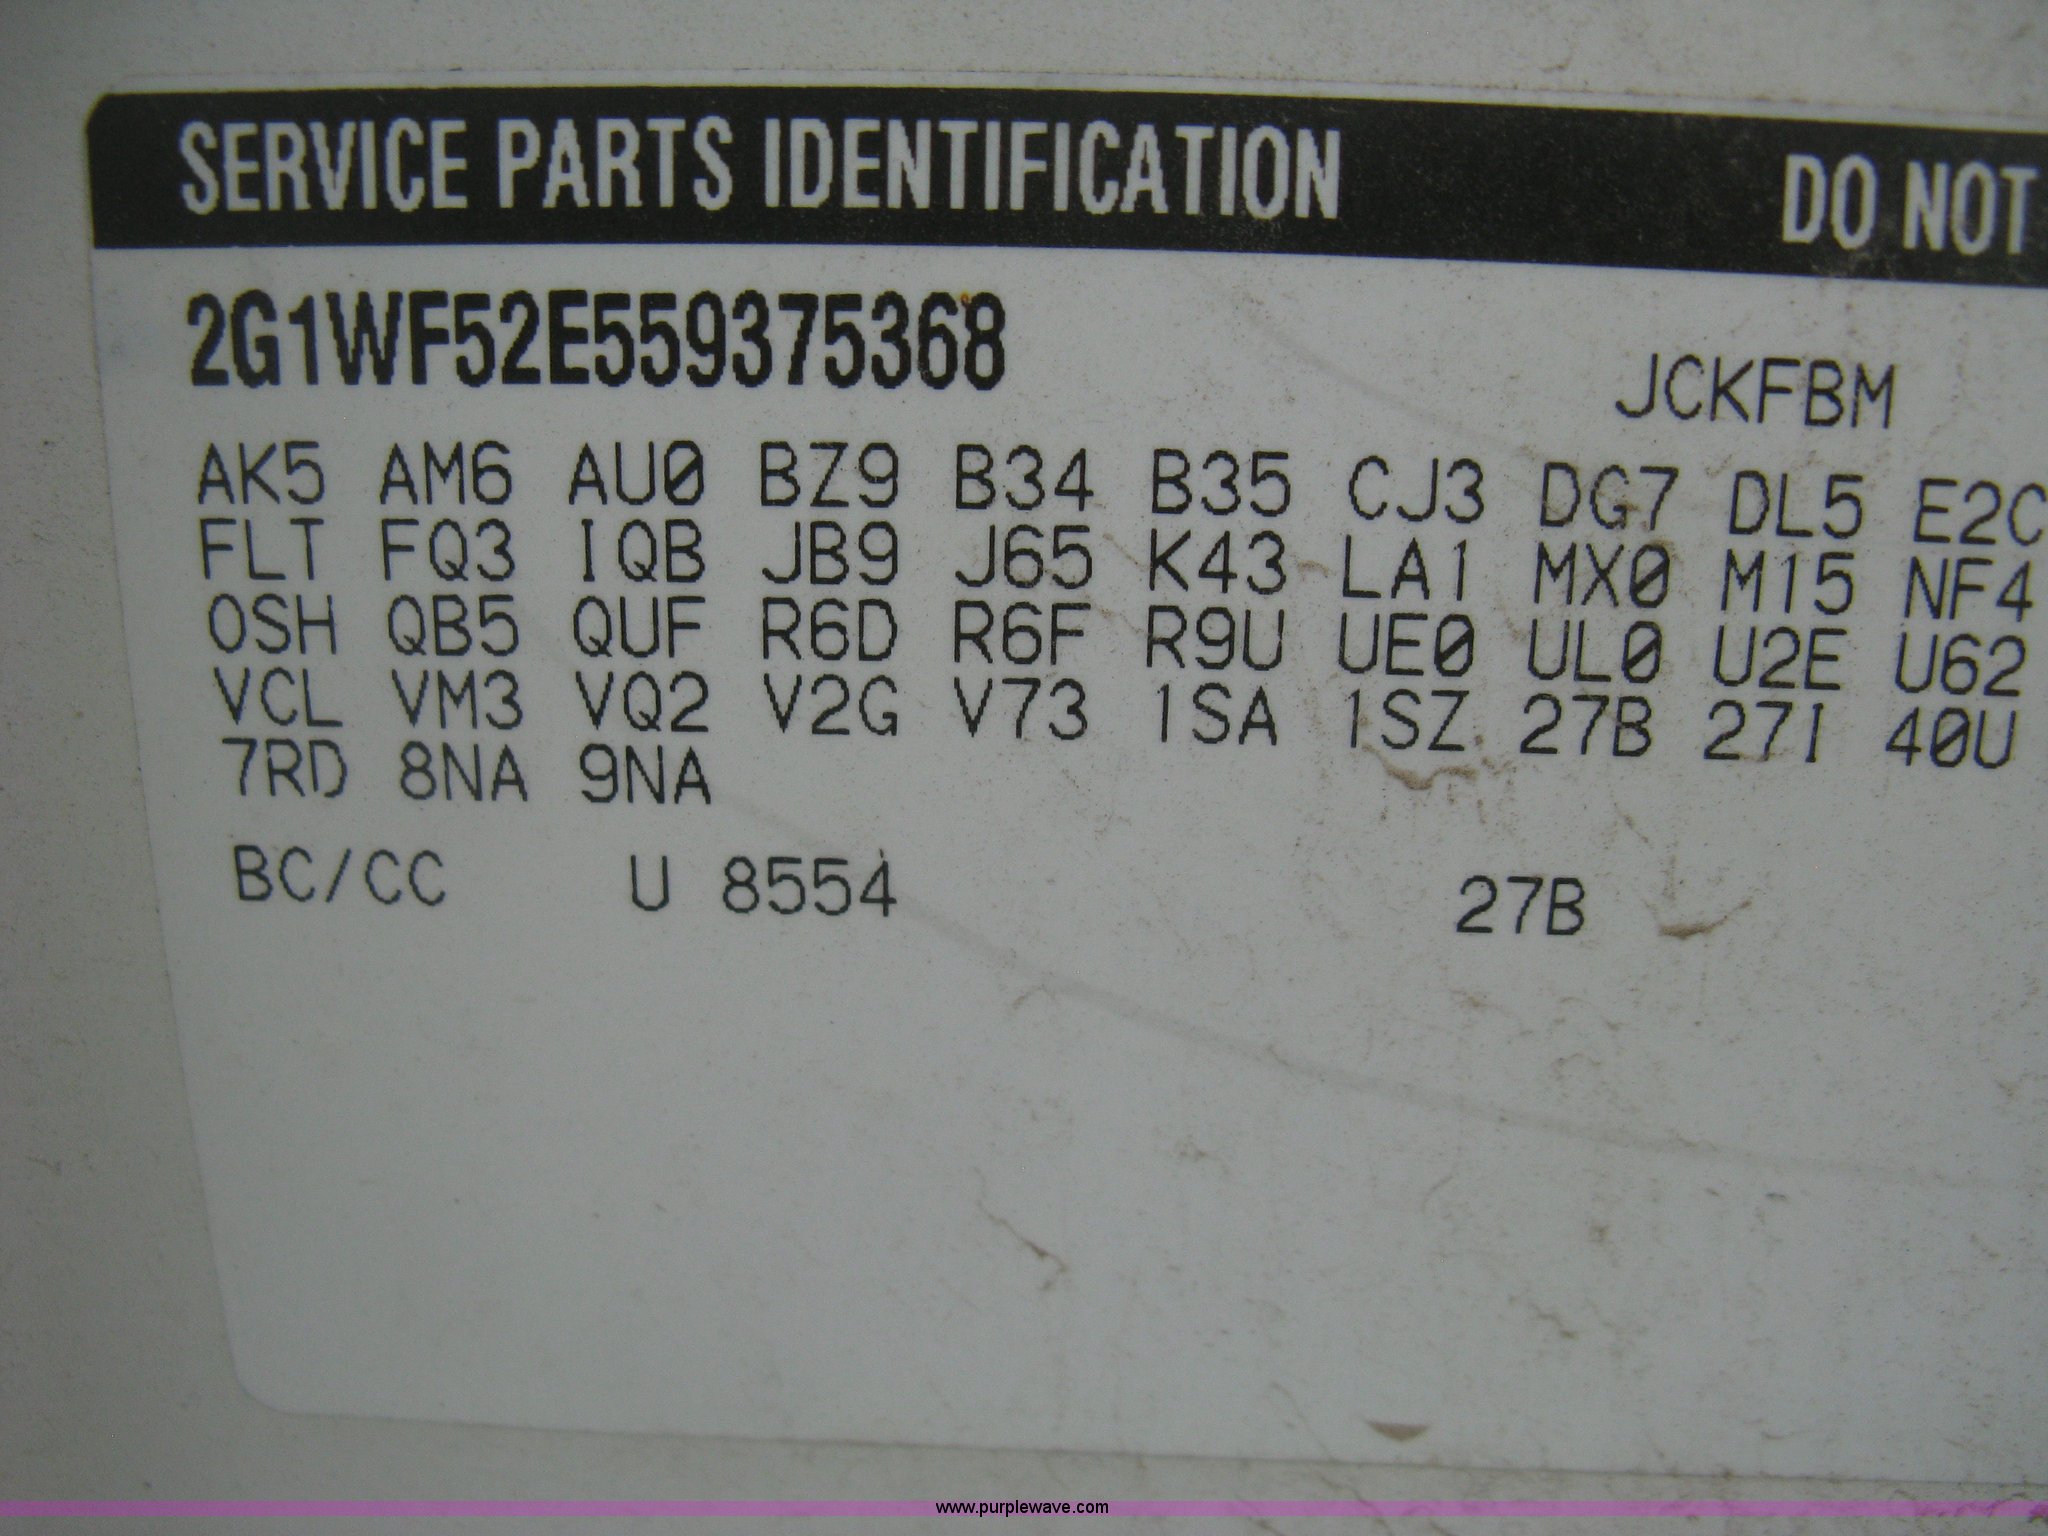 SERVICE PARTS IDENTIFICATION DO NOT
2G1WF52E559375368
JCKFBM
AK5 AM6 AU0 BZ9 B34 B35 CJ3 DG7 DL5 E2C
FLT FQ3 IQB JB9 J65 K43 LA1 MX0 M15 NF4
OSH QB5 QUF R6D R6F R9U UE0 UL0 U2E U62
VCL VM3 VQ2 V2G V73 1SA 1SZ 27B 27I 40U
7RD 8NA 9NA
BC/CC U 8554 27B
www.purplewave.com